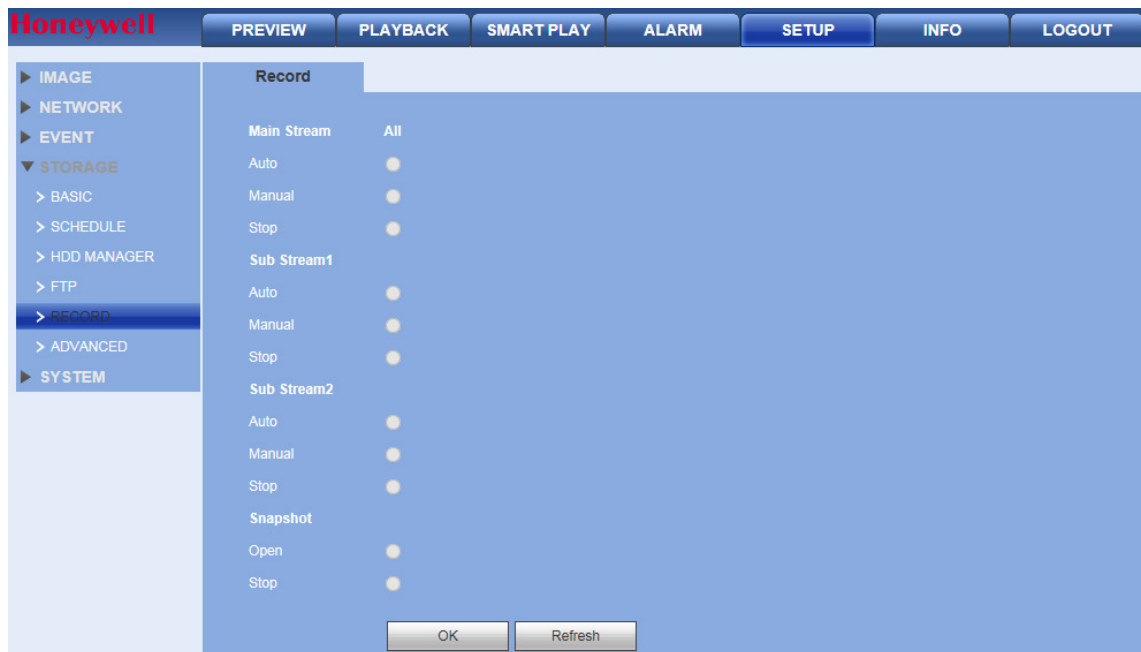 Honeywell
PREVIEW PLAYBACK SMART PLAY ALARM SETUP INFO LOGOUT
IMAGE
NETWORK
EVENT
STORAGE
> BASIC
> SCHEDULE
> HDD MANAGER
> FTP
> RECORD
> ADVANCED
SYSTEM
Record
Main Stream All
Auto
Manual
Stop
Sub Stream1
Auto
Manual
Stop
Sub Stream2
Auto
Manual
Stop
Snapshot
Open
Stop
OK Refresh